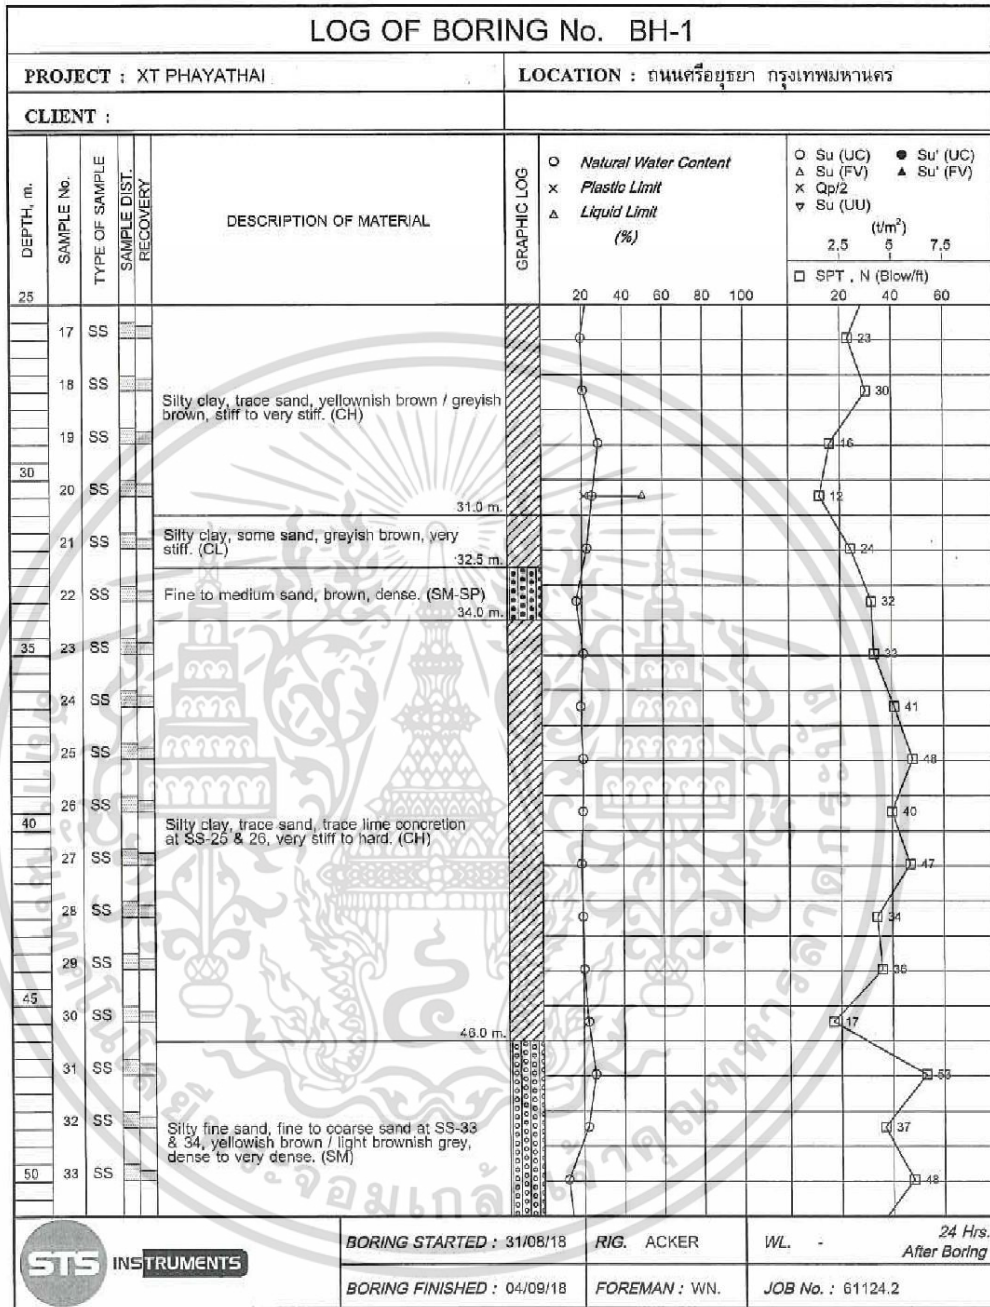 LOG OF BORING No. BH-1
PROJECT : XT PHAYATHAI
LOCATION : ถนนศรีอยุธยา กรุงเทพมหานคร
CLIENT :
DEPTH, m.
SAMPLE No.
TYPE OF SAMPLE
SAMPLE DIST.
RECOVERY
DESCRIPTION OF MATERIAL
GRAPHIC LOG
○ Natural Water Content
× Plastic Limit
△ Liquid Limit
(%)
○ Su (UC) ● Su' (UC)
△ Su (FV) ▲ Su' (FV)
× Qp/2
▽ Su (UU)
(t/m²)
2.5 5 7.5
□ SPT , N (Blow/ft)
25
20 40 60 80 100
20 40 60
17 SS 23
18 SS 30
Silty clay, trace sand, yellownish brown / greyish
brown, stiff to very stiff. (CH)
19 SS 16
30
20 SS 12
31.0 m.
21 SS 24
Silty clay, some sand, greyish brown, very
stiff. (CL)
32.5 m.
22 SS 32
Fine to medium sand, brown, dense. (SM-SP)
34.0 m.
35 23 SS 33
24 SS 41
25 SS 48
26 SS 40
40
Silty clay, trace sand, trace lime concretion
at SS-25 & 26, very stiff to hard. (CH)
27 SS 47
28 SS 34
29 SS 36
45
30 SS 17
46.0 m.
31 SS 53
32 SS 37
Silty fine sand, fine to coarse sand at SS-33
& 34, yellowish brown / light brownish grey,
dense to very dense. (SM)
50 33 SS 48
STS INSTRUMENTS
BORING STARTED : 31/08/18
RIG. ACKER
WL. -
24 Hrs.
After Boring
BORING FINISHED : 04/09/18
FOREMAN : WN.
JOB No. : 61124.2